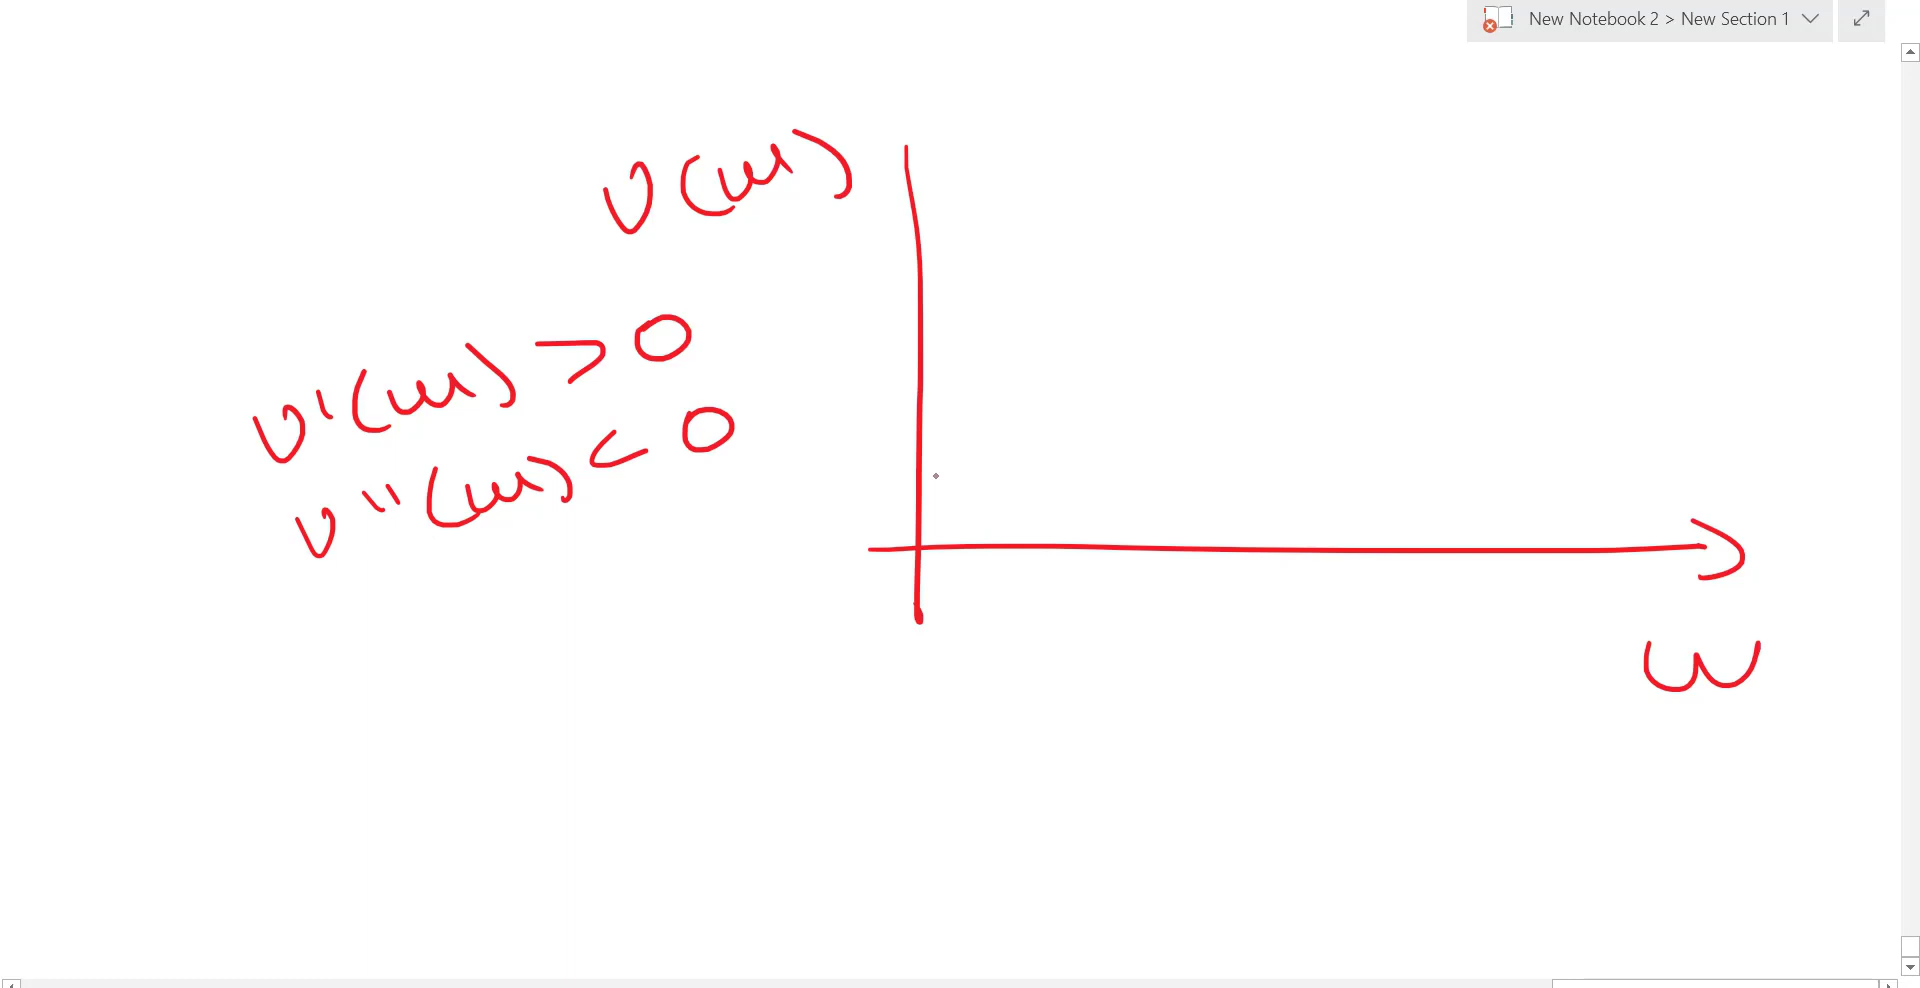 New Notebook 2 > New Section 1
υ(w)
υ'(w) > 0
υ''(w) < 0
w